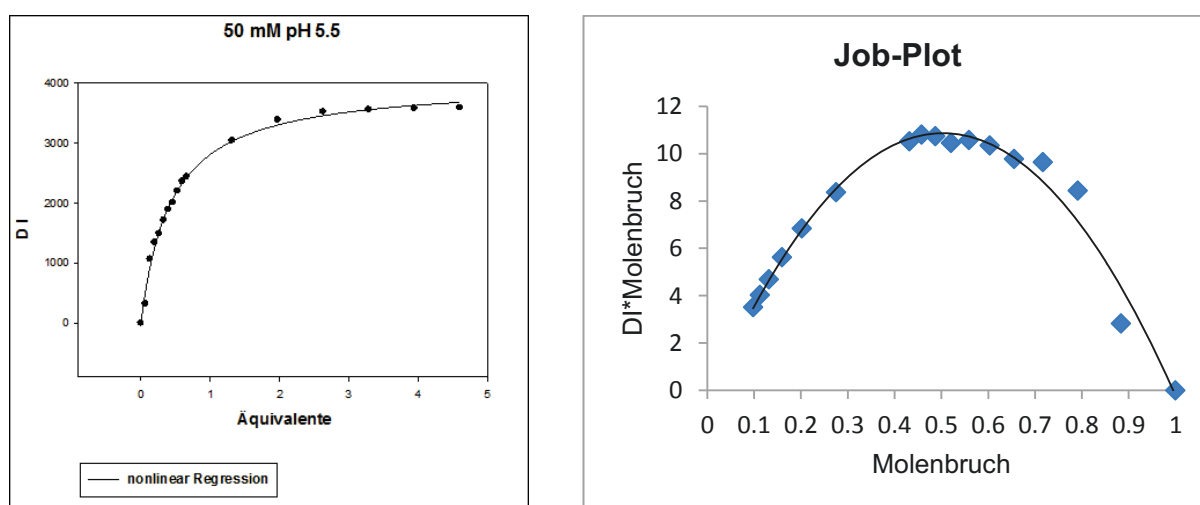 50 mM pH 5.5
4000
3000
2000
1000
0
D I
0 1 2 3 4 5
Äquivalente
nonlinear Regression
Job-Plot
12
10
8
6
4
2
0
DI*Molenbruch
0 0.1 0.2 0.3 0.4 0.5 0.6 0.7 0.8 0.9 1
Molenbruch